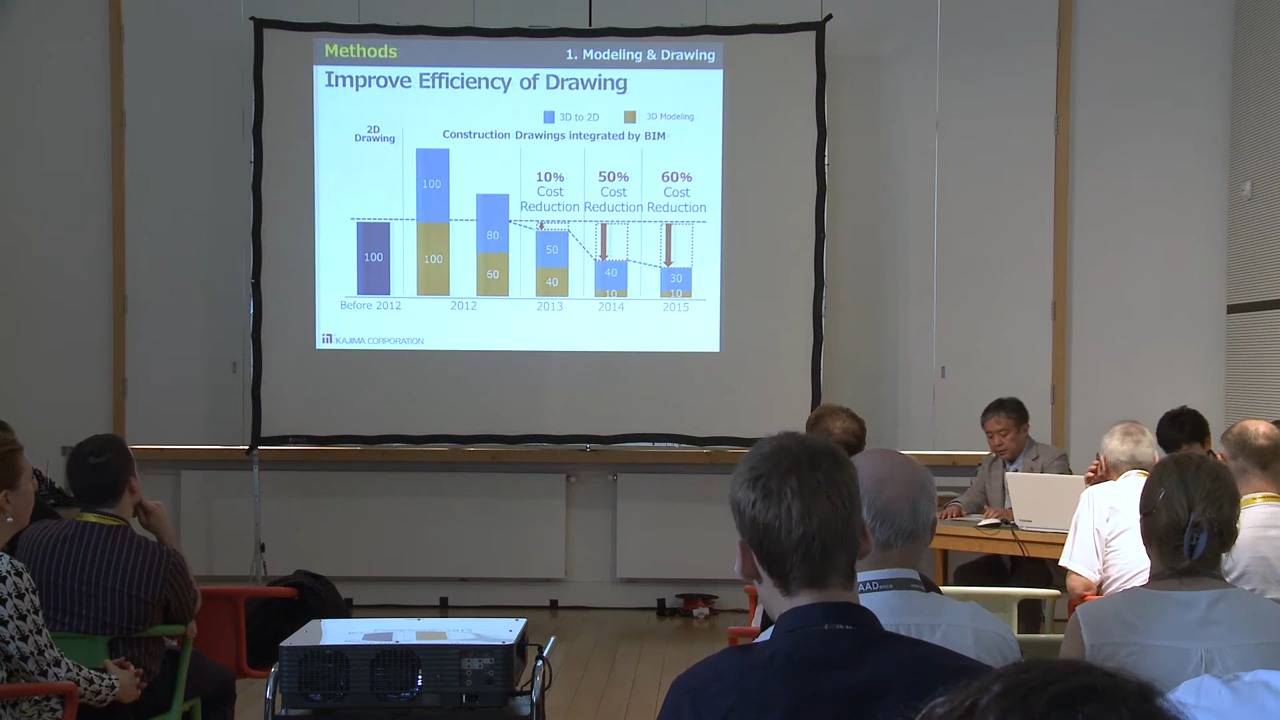 Methods
1. Modeling & Drawing
Improve Efficiency of Drawing
3D to 2D
3D Modeling
2D
Drawing
Construction Drawings integrated by BIM
10%
Cost
Reduction
50%
Cost
Reduction
60%
Cost
Reduction
100
100
100
80
60
50
40
40
10
30
10
Before 2012
2012
2013
2014
2015
KAJIMA CORPORATION